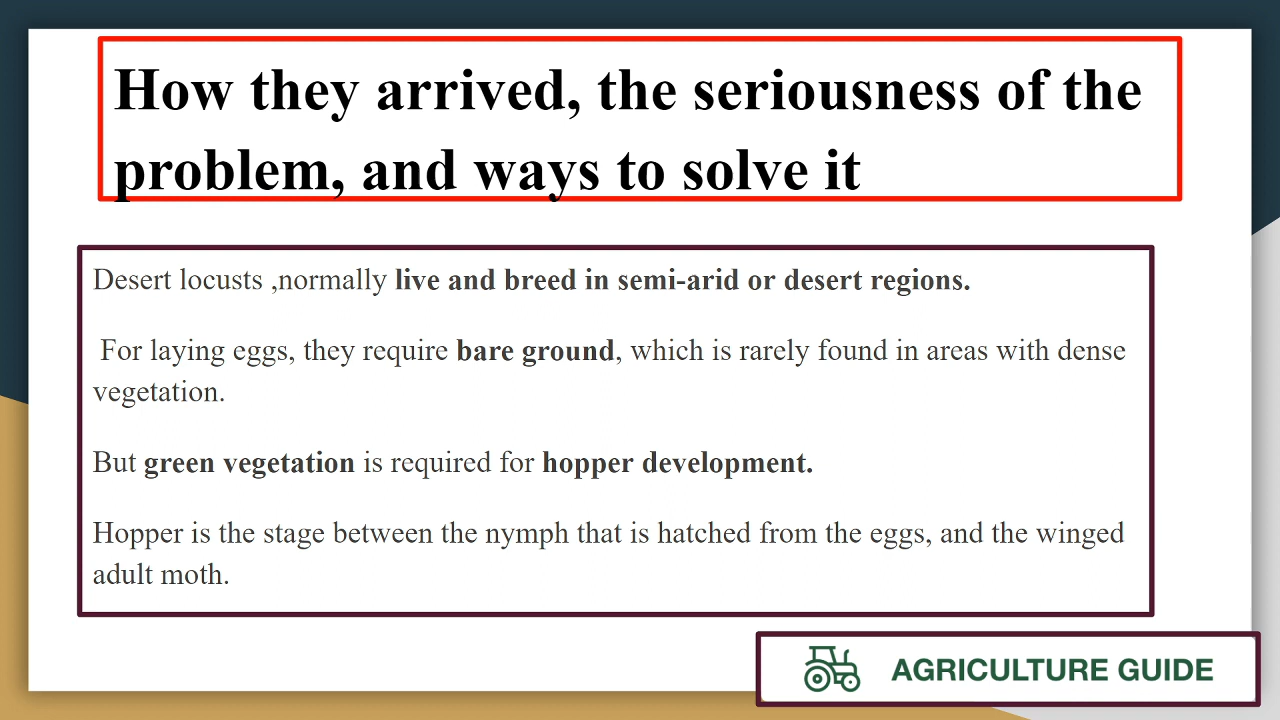 How they arrived, the seriousness of the
problem, and ways to solve it
Desert locusts ,normally live and breed in semi-arid or desert regions.
For laying eggs, they require bare ground, which is rarely found in areas with dense
vegetation.
But green vegetation is required for hopper development.
Hopper is the stage between the nymph that is hatched from the eggs, and the winged
adult moth.
AGRICULTURE GUIDE